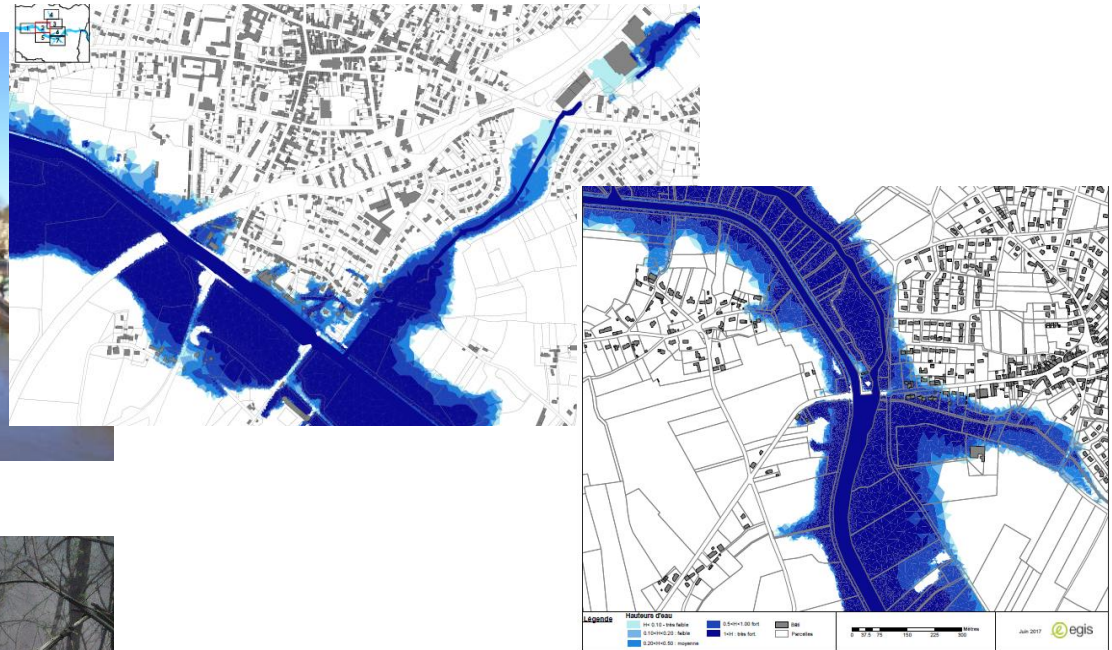 Légende
Hauteurs d'eau
H< 0.10 - très faible
0.10<H<0.20 : faible
0.20<H<0.50 : moyenne
0.5<H<1.00 fort
1<H : très fort
Bâti
Parcelles
Mètres
0 37.5 75 150 225 300
Juin 2017
egis